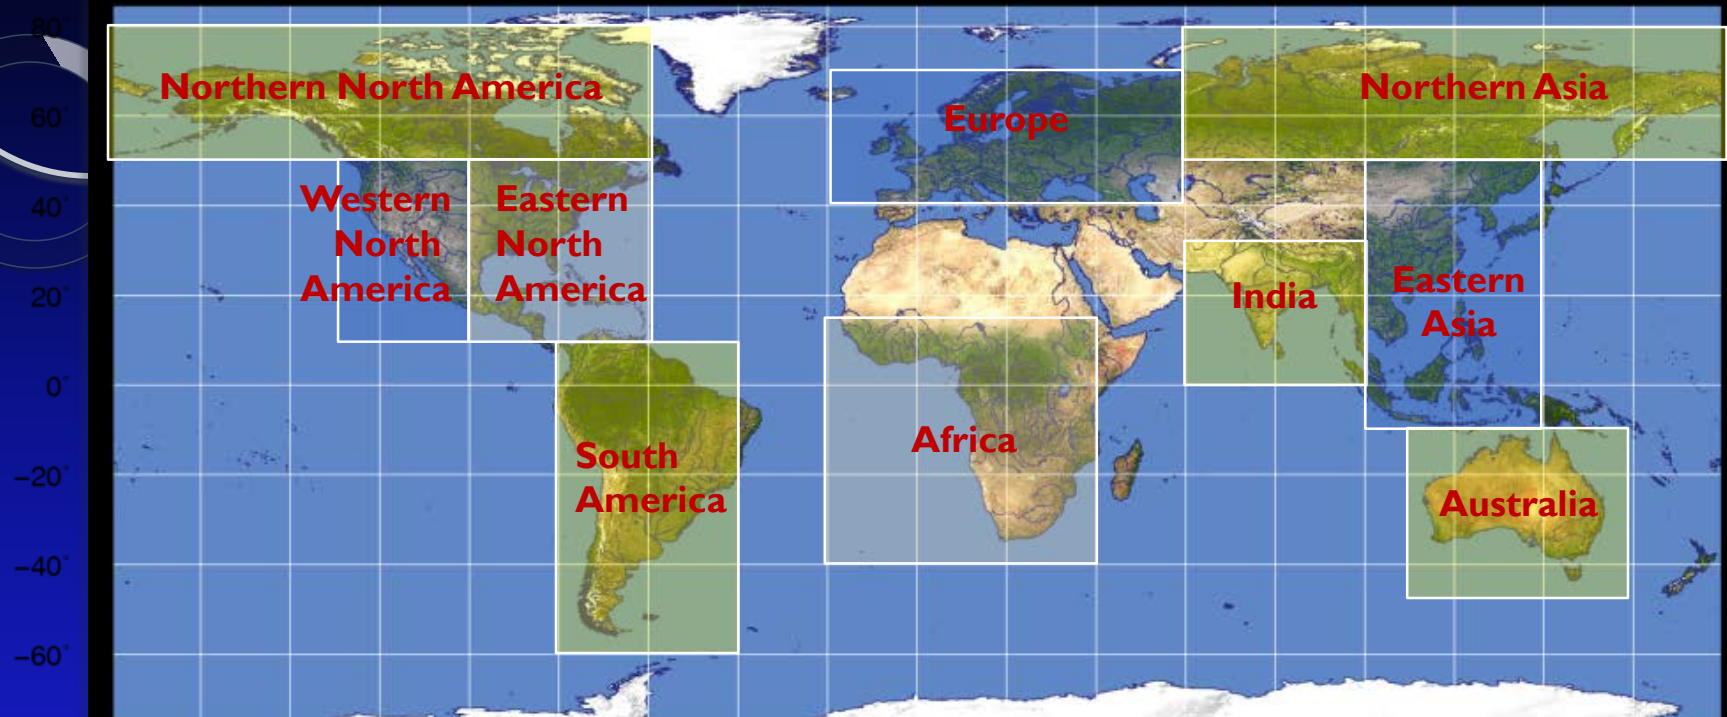 80°
Northern North America
Northern Asia
60°
Europe
40°
Western
North
America
Eastern
North
America
20°
India
Eastern
Asia
0°
South
America
Africa
−20°
Australia
−40°
−60°